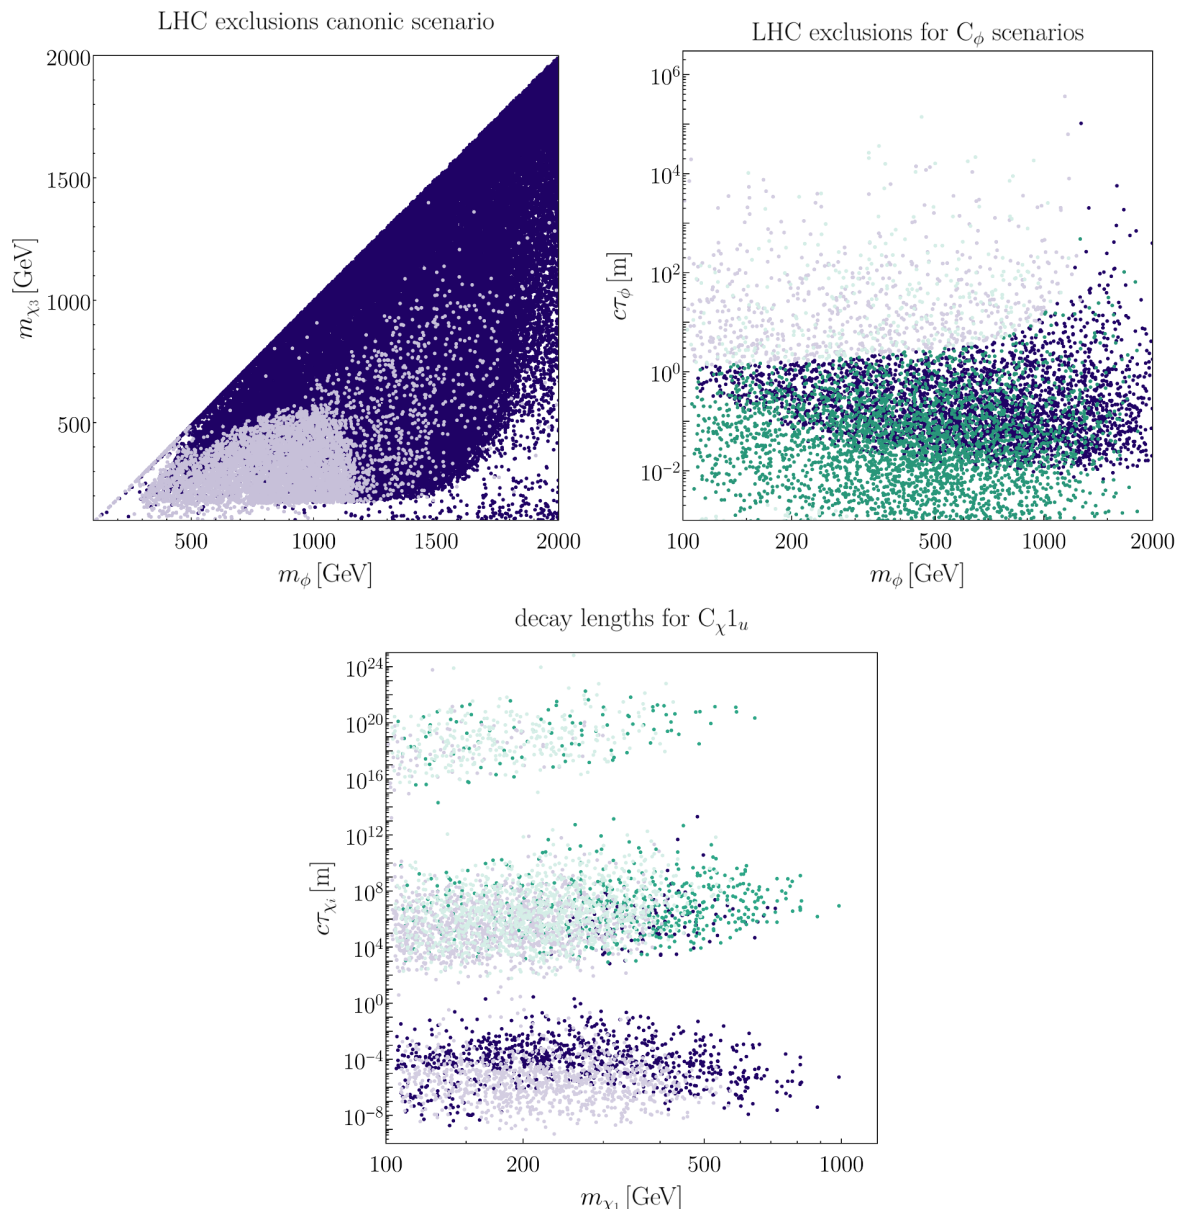 LHC exclusions canonic scenario
2000
1500
1000
500
m_{χ_3} [GeV]
500 1000 1500 2000
m_ϕ [GeV]
LHC exclusions for C_ϕ scenarios
10^6
10^4
10^2
10^0
10^{-2}
cτ_ϕ [m]
100 200 500 1000 2000
m_ϕ [GeV]
decay lengths for C_χ1_u
10^{24}
10^{20}
10^{16}
10^{12}
10^8
10^4
10^0
10^{-4}
10^{-8}
cτ_{χ_i} [m]
100 200 500 1000
m_{χ_1} [GeV]